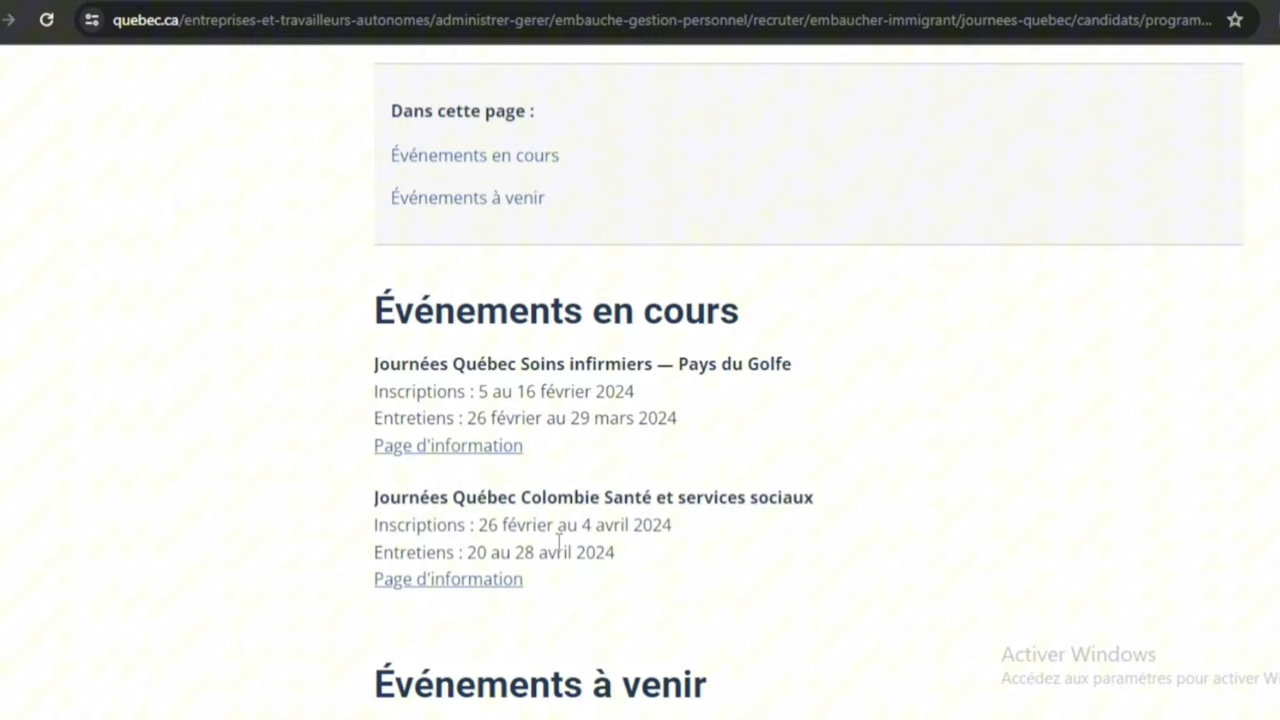 quebec.ca/entreprises-et-travailleurs-autonomes/administrer-gerer/embauche-gestion-personnel/recruter/embaucher-immigrant/journees-quebec/candidats/program...
Dans cette page :
Événements en cours
Événements à venir
Événements en cours
Journées Québec Soins infirmiers — Pays du Golfe
Inscriptions : 5 au 16 février 2024
Entretiens : 26 février au 29 mars 2024
Page d'information
Journées Québec Colombie Santé et services sociaux
Inscriptions : 26 février au 4 avril 2024
Entretiens : 20 au 28 avril 2024
Page d'information
Événements à venir
Activer Windows
Accédez aux paramètres pour activer Wi